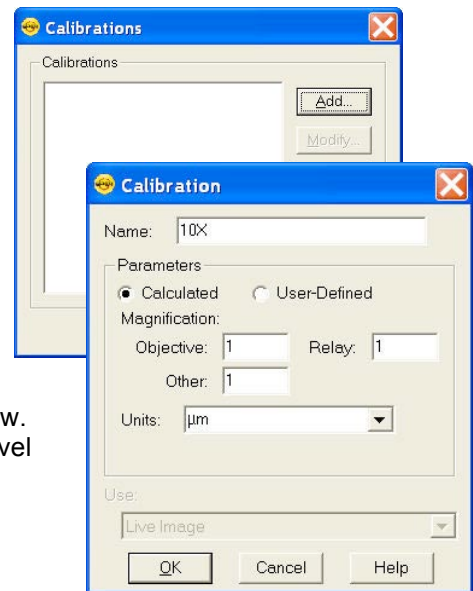 Calibrations
Calibrations
Add...
Modify...
Calibration
Name: 10X
Parameters
Calculated User-Defined
Magnification:
Objective: 1 Relay: 1
Other: 1
Units: µm
Use:
Live Image
OK Cancel Help
w.
vel